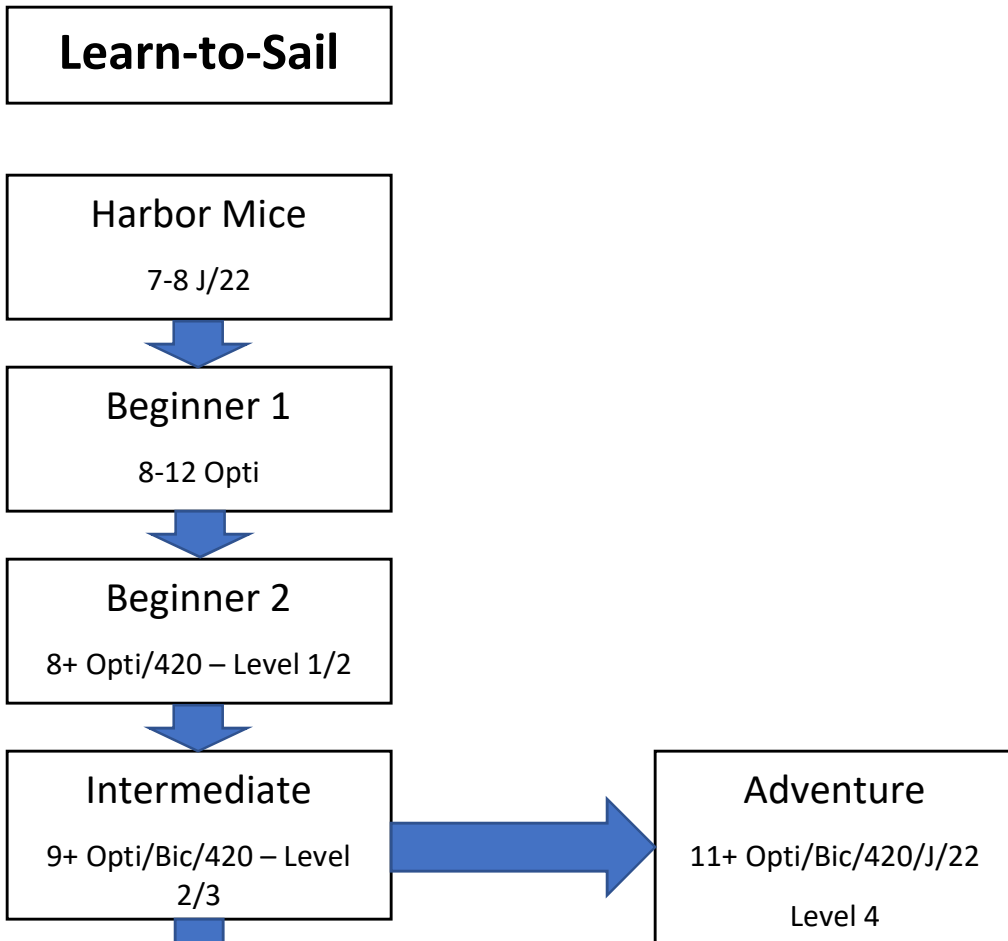 Learn-to-Sail
Harbor Mice
7-8 J/22
Beginner 1
8-12 Opti
Beginner 2
8+ Opti/420 – Level 1/2
Intermediate
9+ Opti/Bic/420 – Level
2/3
Adventure
11+ Opti/Bic/420/J/22
Level 4